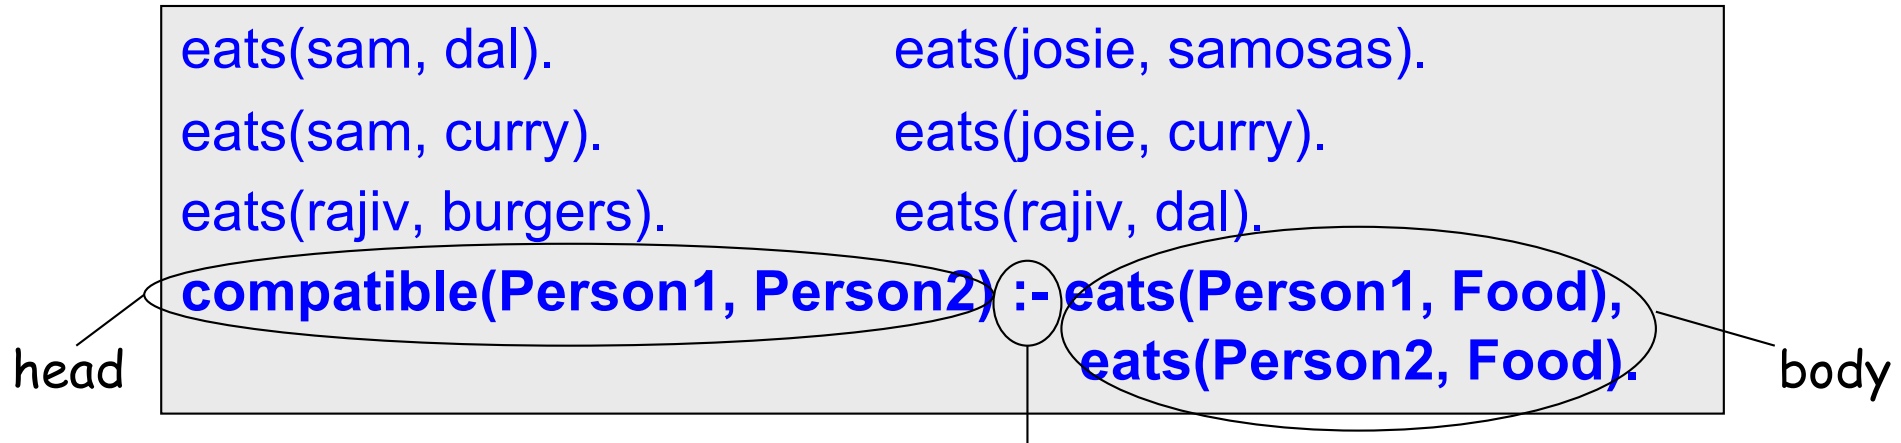 eats(sam, dal). eats(josie, samosas).
eats(sam, curry). eats(josie, curry).
eats(rajiv, burgers). eats(rajiv, dal).
compatible(Person1, Person2) :- eats(Person1, Food),
eats(Person2, Food).
head
body